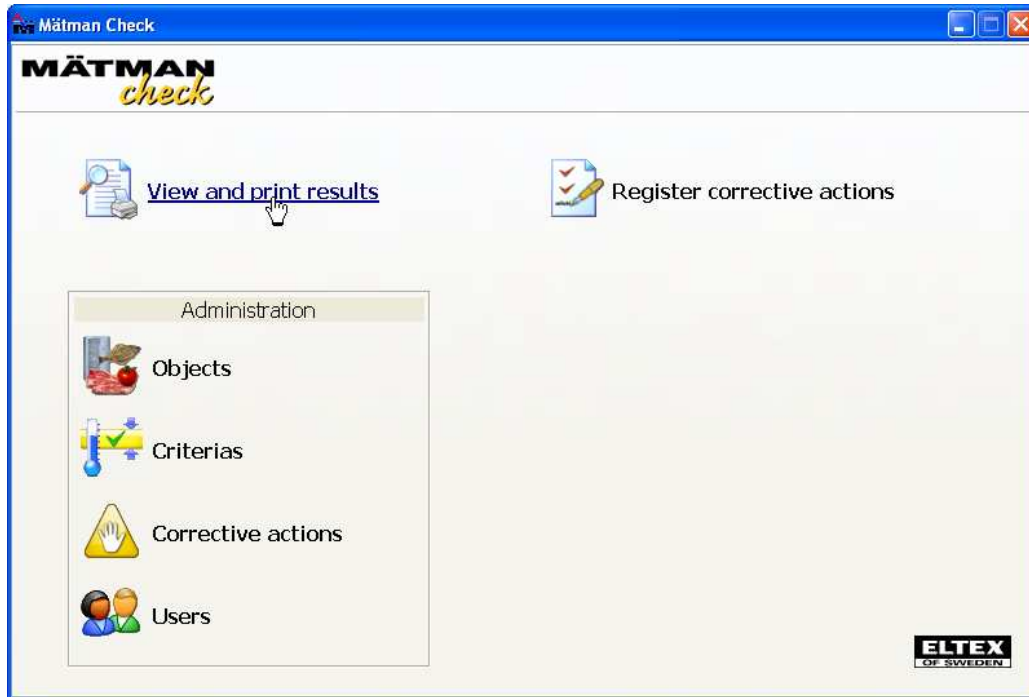 Mätman Check
MÄTMAN
check
View and print results
Register corrective actions
Administration
Objects
Criterias
Corrective actions
Users
ELTEX
OF SWEDEN